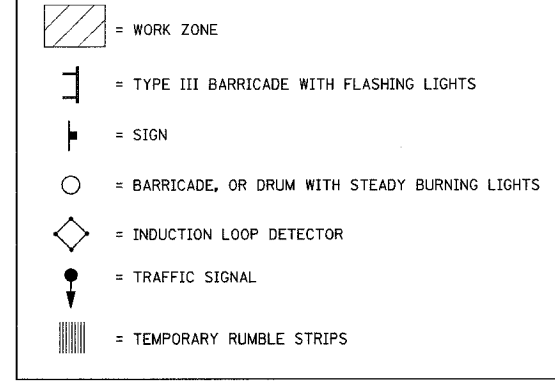 = WORK ZONE
= TYPE III BARRICADE WITH FLASHING LIGHTS
= SIGN
= BARRICADE, OR DRUM WITH STEADY BURNING LIGHTS
= INDUCTION LOOP DETECTOR
= TRAFFIC SIGNAL
= TEMPORARY RUMBLE STRIPS